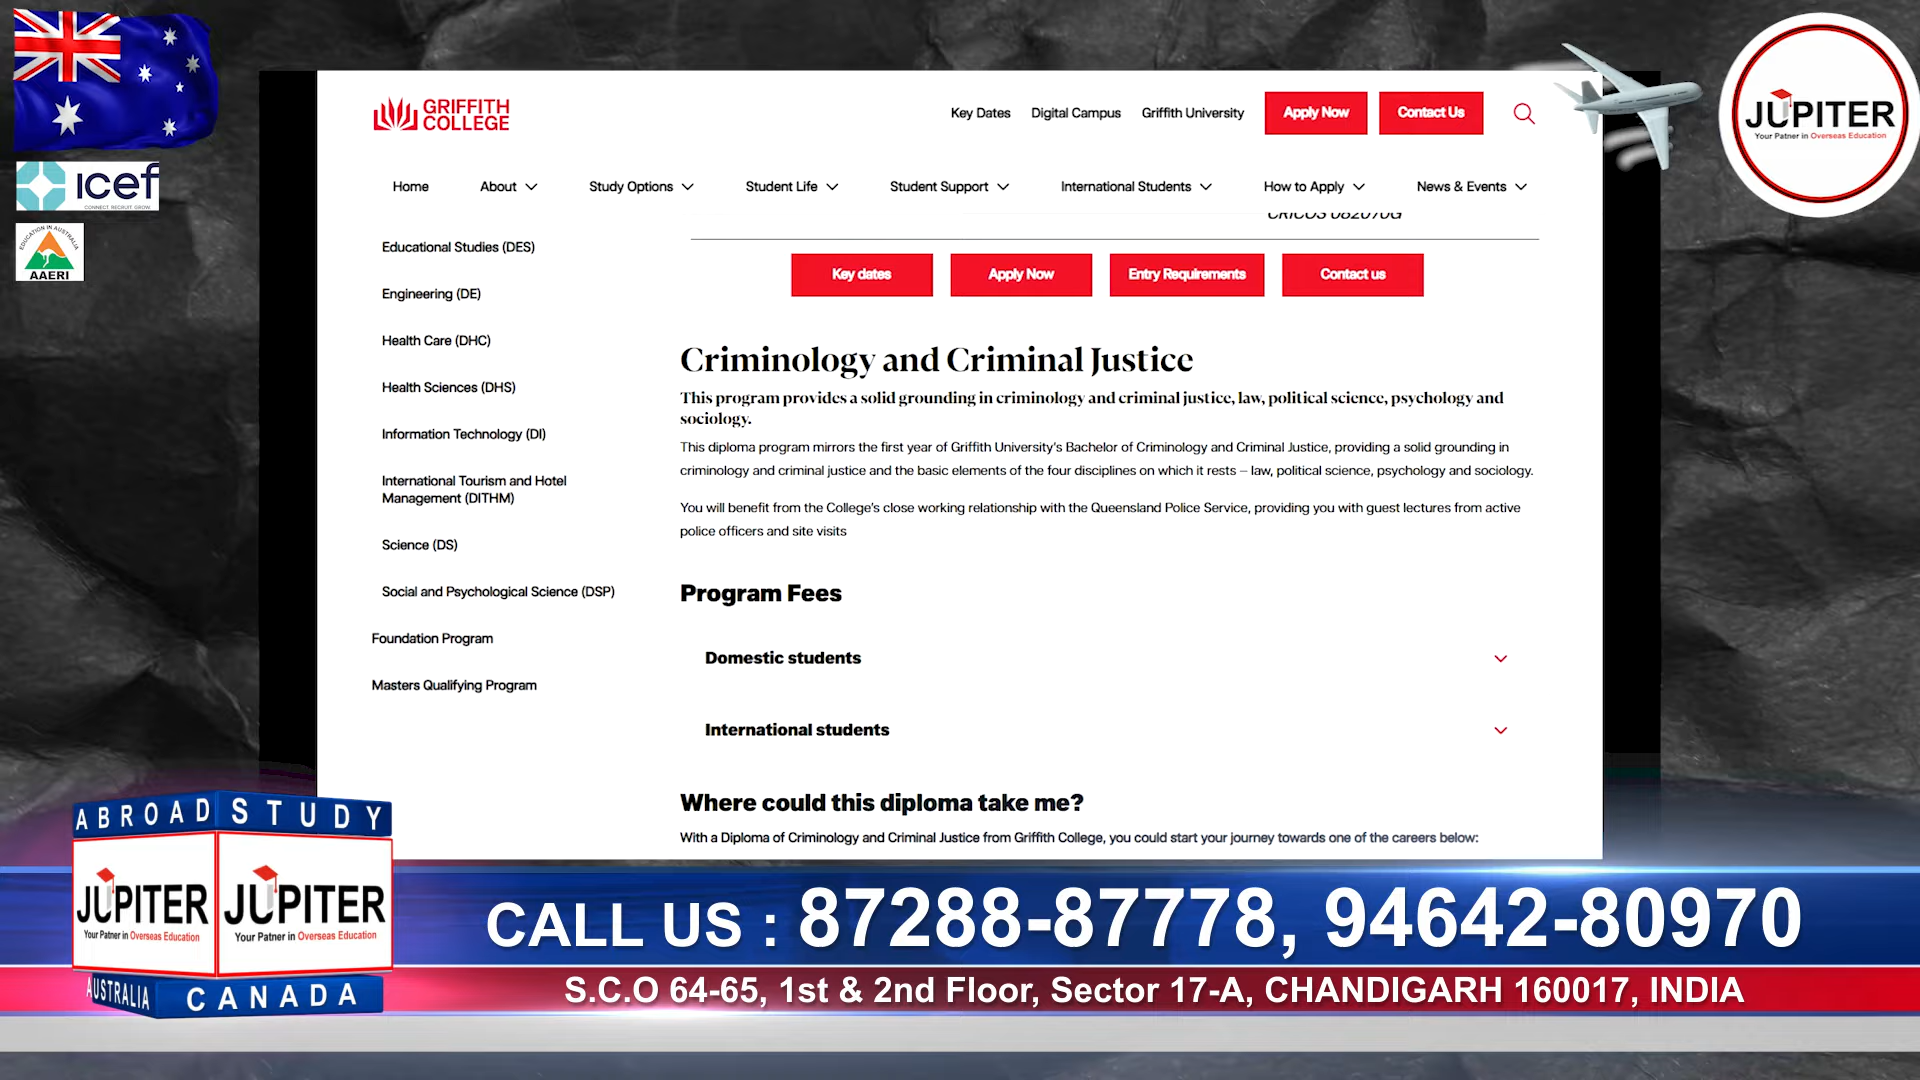 icef
CONNECT. RECRUIT. GROW.
EDUCATION IN AUSTRALIA
AAERI
JUPITER
Your Patner in Overseas Education
GRIFFITH
COLLEGE
Key Dates
Digital Campus
Griffith University
Apply Now
Contact Us
Home
About
Study Options
Student Life
Student Support
International Students
How to Apply
News & Events
Educational Studies (DES)
Engineering (DE)
Health Care (DHC)
Health Sciences (DHS)
Information Technology (DI)
International Tourism and Hotel
Management (DITHM)
Science (DS)
Social and Psychological Science (DSP)
Foundation Program
Masters Qualifying Program
Key dates
Apply Now
Entry Requirements
Contact us
Criminology and Criminal Justice
This program provides a solid grounding in criminology and criminal justice, law, political science, psychology and
sociology.
This diploma program mirrors the first year of Griffith University's Bachelor of Criminology and Criminal Justice, providing a solid grounding in
criminology and criminal justice and the basic elements of the four disciplines on which it rests – law, political science, psychology and sociology.
You will benefit from the College's close working relationship with the Queensland Police Service, providing you with guest lectures from active
police officers and site visits
Program Fees
Domestic students
International students
Where could this diploma take me?
With a Diploma of Criminology and Criminal Justice from Griffith College, you could start your journey towards one of the careers below:
ABROAD STUDY
JUPITER
Your Patner in Overseas Education
JUPITER
Your Patner in Overseas Education
AUSTRALIA CANADA
CALL US : 87288-87778, 94642-80970
S.C.O 64-65, 1st & 2nd Floor, Sector 17-A, CHANDIGARH 160017, INDIA